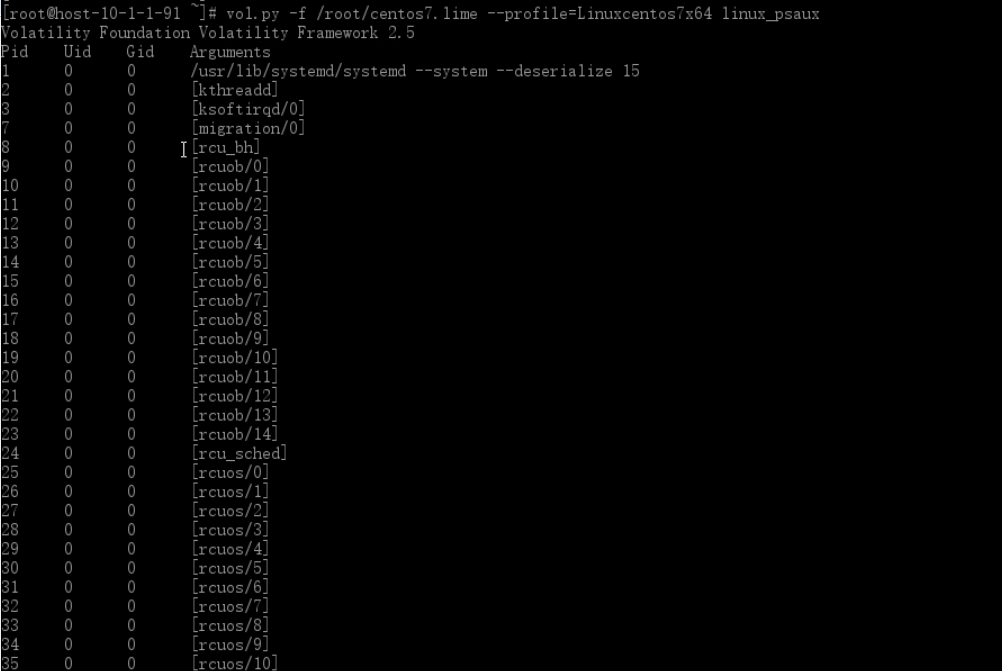 [root@host-10-1-1-91 ~]# vol.py -f /root/centos7.lime --profile=Linuxcentos7x64 linux_psaux
Volatility Foundation Volatility Framework 2.5
Pid    Uid    Gid    Arguments
1      0      0      /usr/lib/systemd/systemd --system --deserialize 15
2      0      0      [kthreadd]
3      0      0      [ksoftirqd/0]
7      0      0      [migration/0]
8      0      0      [rcu_bh]
9      0      0      [rcuob/0]
10     0      0      [rcuob/1]
11     0      0      [rcuob/2]
12     0      0      [rcuob/3]
13     0      0      [rcuob/4]
14     0      0      [rcuob/5]
15     0      0      [rcuob/6]
16     0      0      [rcuob/7]
17     0      0      [rcuob/8]
18     0      0      [rcuob/9]
19     0      0      [rcuob/10]
20     0      0      [rcuob/11]
21     0      0      [rcuob/12]
22     0      0      [rcuob/13]
23     0      0      [rcuob/14]
24     0      0      [rcu_sched]
25     0      0      [rcuos/0]
26     0      0      [rcuos/1]
27     0      0      [rcuos/2]
28     0      0      [rcuos/3]
29     0      0      [rcuos/4]
30     0      0      [rcuos/5]
31     0      0      [rcuos/6]
32     0      0      [rcuos/7]
33     0      0      [rcuos/8]
34     0      0      [rcuos/9]
35     0      0      [rcuos/10]